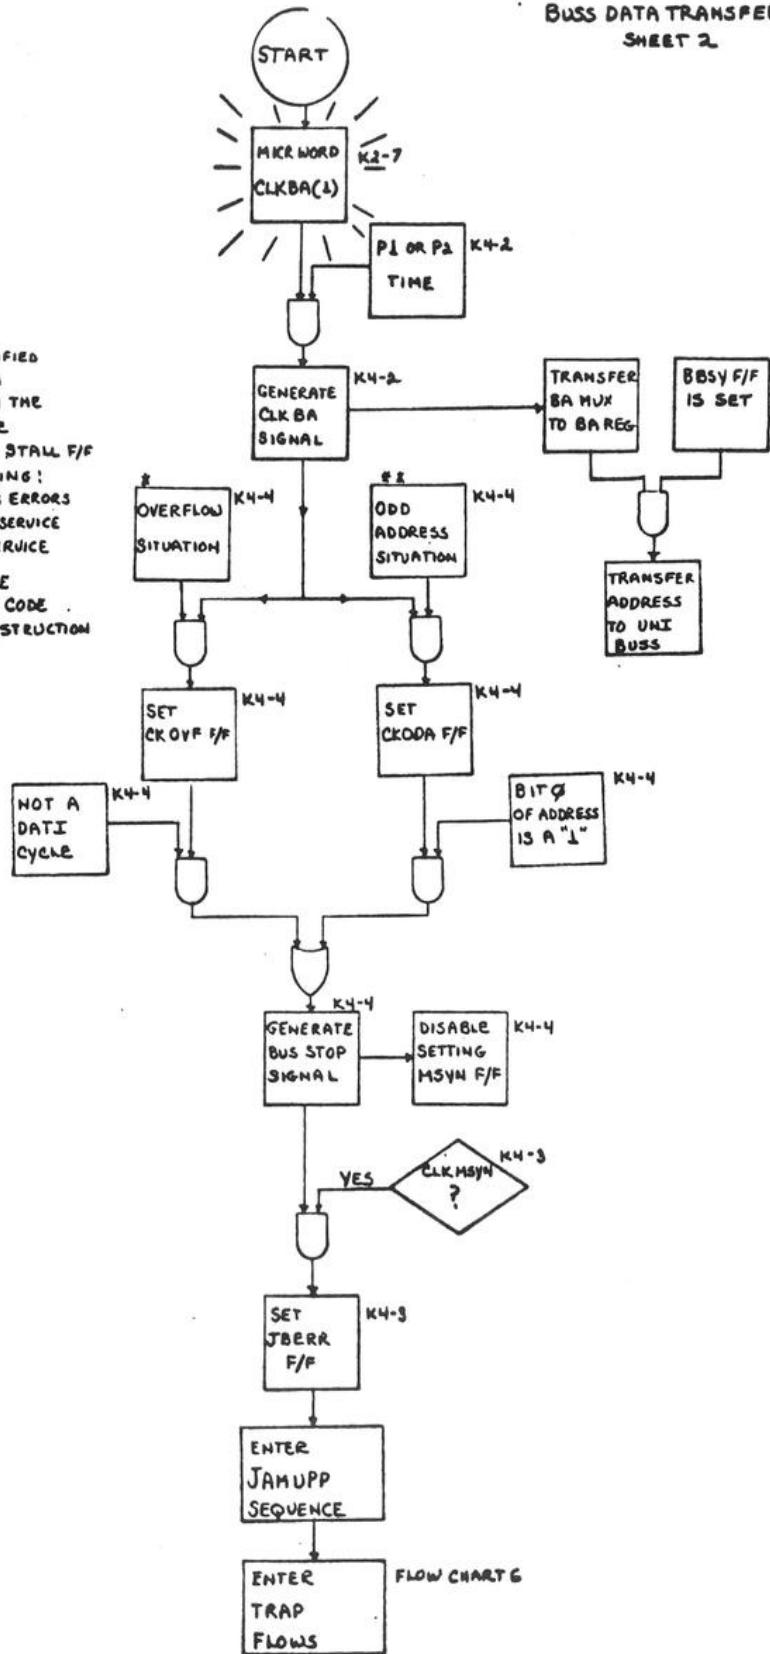 BUSS DATA TRANSFER
SHEET 2
START
MICR WORD
CLKBA(1)
K2-7
P1 OR P2
TIME
K4-2
GENERATE
CLK BA
SIGNAL
K4-2
TRANSFER
BA MUX
TO BA REG
BBSY F/F
IS SET
THE
STALL F/F
ING:
ERRORS
SERVICE
RVICE
E
CODE
STRUCTION
*
OVERFLOW
SITUATION
K4-4
**
ODD
ADDRESS
SITUATION
K4-4
TRANSFER
ADDRESS
TO UNI
BUSS
SET
CKOVF F/F
K4-4
SET
CKODA F/F
K4-4
NOT A
DATI
CYCLE
K4-4
BIT Ø
OF ADDRESS
IS A "1"
K4-4
GENERATE
BUS STOP
SIGNAL
K4-4
DISABLE
SETTING
MSYN F/F
K4-4
YES
CLK MSYN
?
K4-3
SET
JBERR
F/F
K4-3
ENTER
JAMUPP
SEQUENCE
ENTER
TRAP
FLOWS
FLOW CHART 6